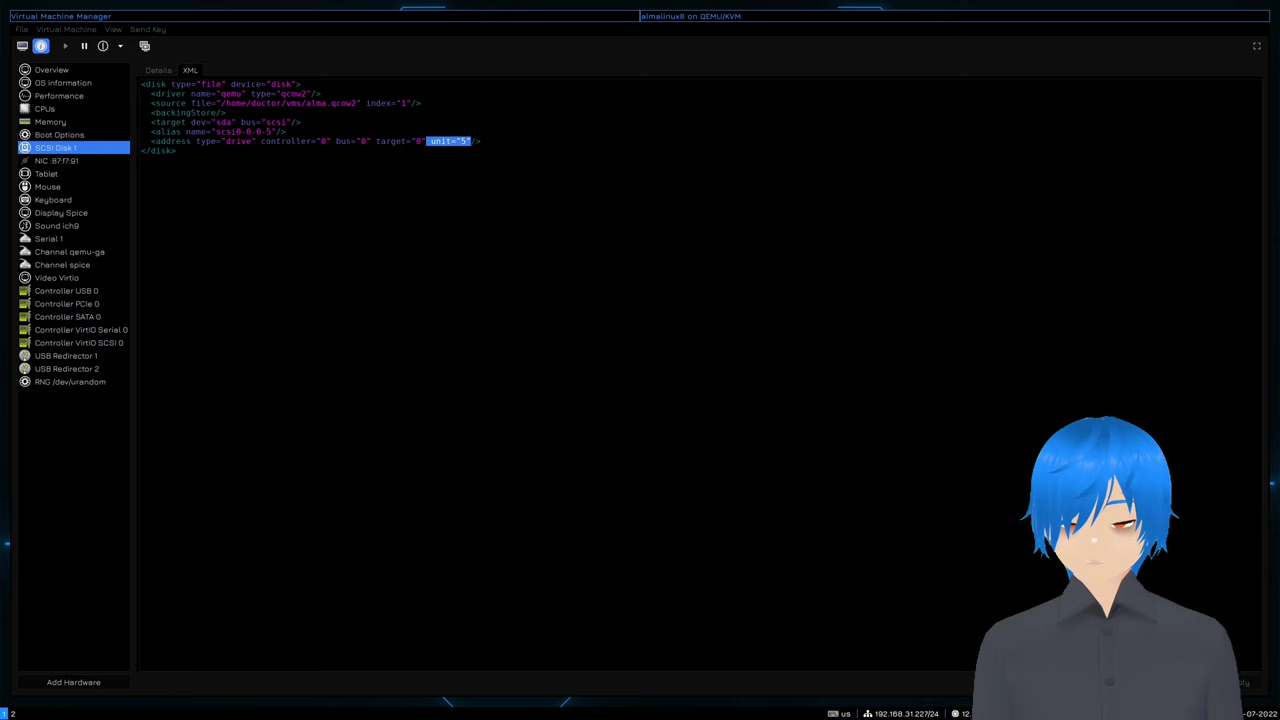 Virtual Machine Manager
almalinux8 on QEMU/KVM
File Virtual Machine View Send Key
Overview
OS information
Performance
CPUs
Memory
Boot Options
SCSI Disk 1
NIC :87:f7:91
Tablet
Mouse
Keyboard
Display Spice
Sound ich9
Serial 1
Channel qemu-ga
Channel spice
Video Virtio
Controller USB 0
Controller PCIe 0
Controller SATA 0
Controller VirtIO Serial 0
Controller VirtIO SCSI 0
USB Redirector 1
USB Redirector 2
RNG /dev/urandom
Add Hardware
Details XML
<disk type="file" device="disk">
<driver name="qemu" type="qcow2"/>
<source file="/home/doctor/vms/alma.qcow2" index="1"/>
<backingStore/>
<target dev="sda" bus="scsi"/>
<alias name="scsi0-0-0-5"/>
<address type="drive" controller="0" bus="0" target="0" unit="5"/>
</disk>
1 2
us 192.168.31.227/24 12. -07-2022